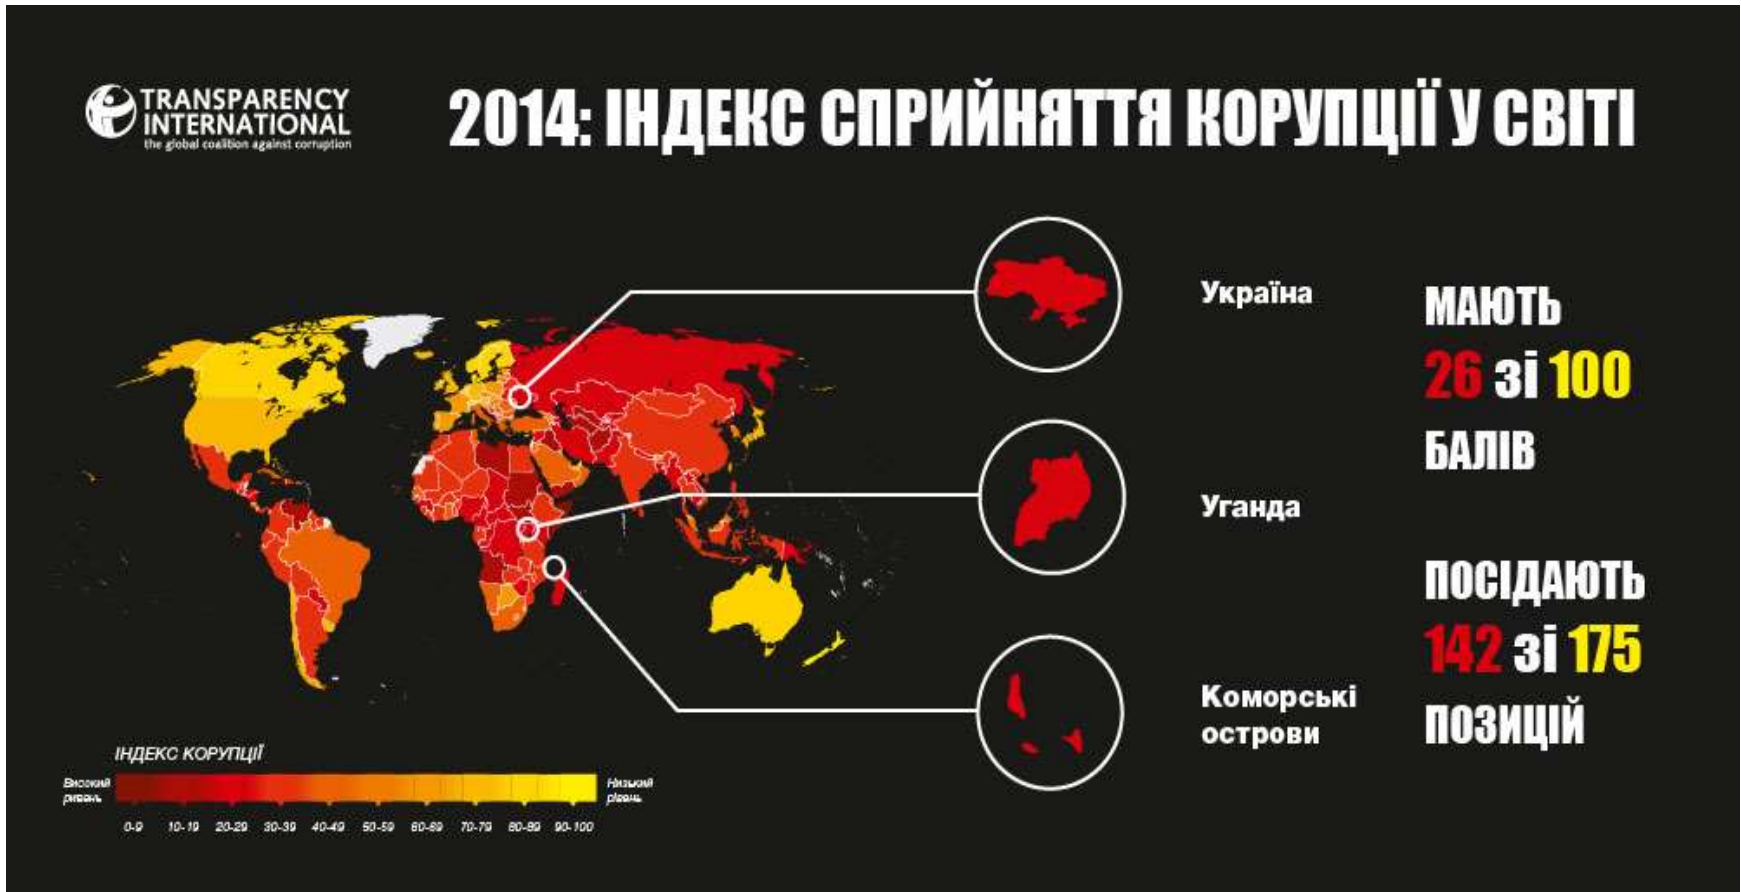 TRANSPARENCY
INTERNATIONAL
the global coalition against corruption
2014: ІНДЕКС СПРИЙНЯТТЯ КОРУПЦІЇ У СВІТІ
Україна
Уганда
Коморські
острови
МАЮТЬ
26 зі 100
БАЛІВ
ПОСІДАЮТЬ
142 зі 175
ПОЗИЦІЙ
ІНДЕКС КОРУПЦІЇ
Високий
рівень
Низький
рівень
0-9 10-19 20-29 30-39 40-49 50-59 60-69 70-79 80-89 90-100